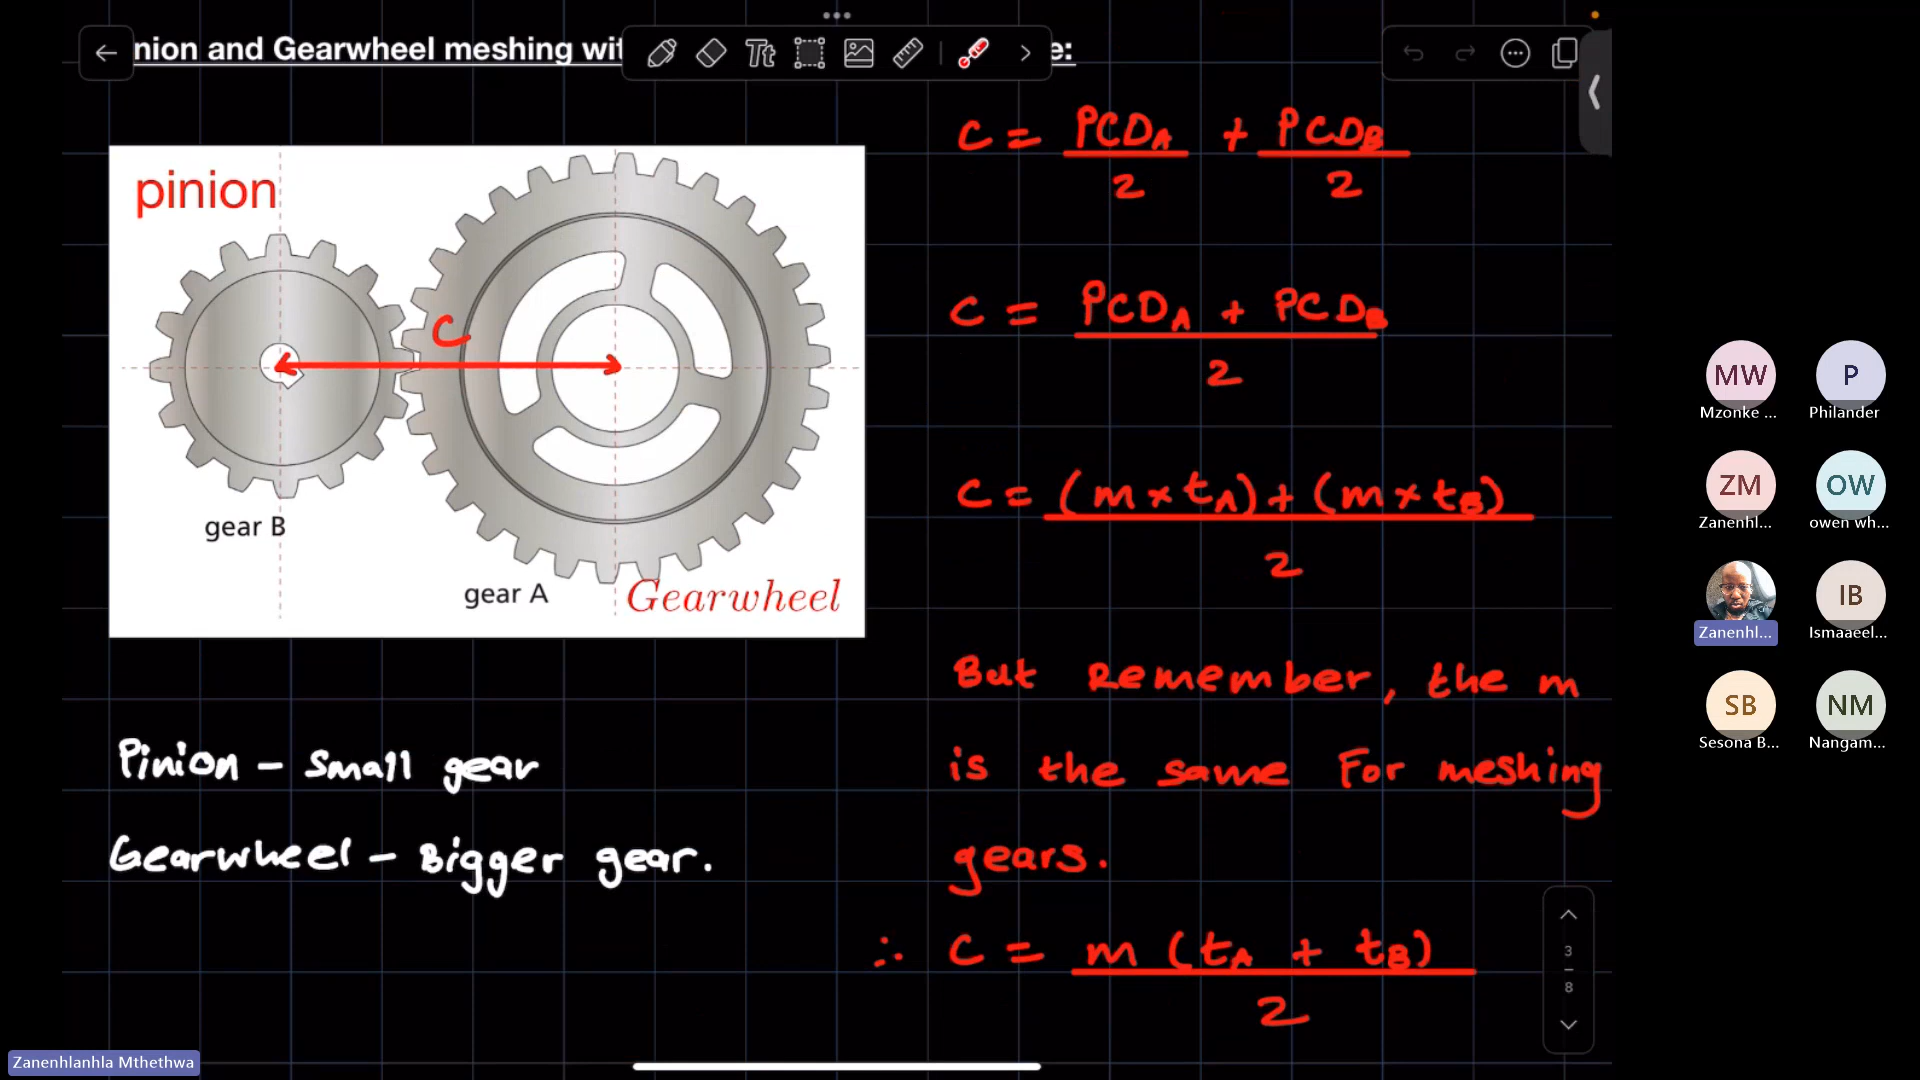 nion and Gearwheel meshing wit
e:
Tt
pinion
C
gear B
gear A
Gearwheel
Pinion - Small gear
Gearwheel - Bigger gear.
C = PCDA + PCDB
2 2
C = PCDA + PCDB
2
C = (m × tA) + (m × tB)
2
But Remember, the m
is the same For meshing
gears.
∴ C = m (tA + tB)
2
3
8
MW
Mzonke ...
P
Philander
ZM
Zanenhl...
OW
owen wh...
Zanenhl...
IB
Ismaaeel...
SB
Sesona B...
NM
Nangam...
Zanenhlanhla Mthethwa